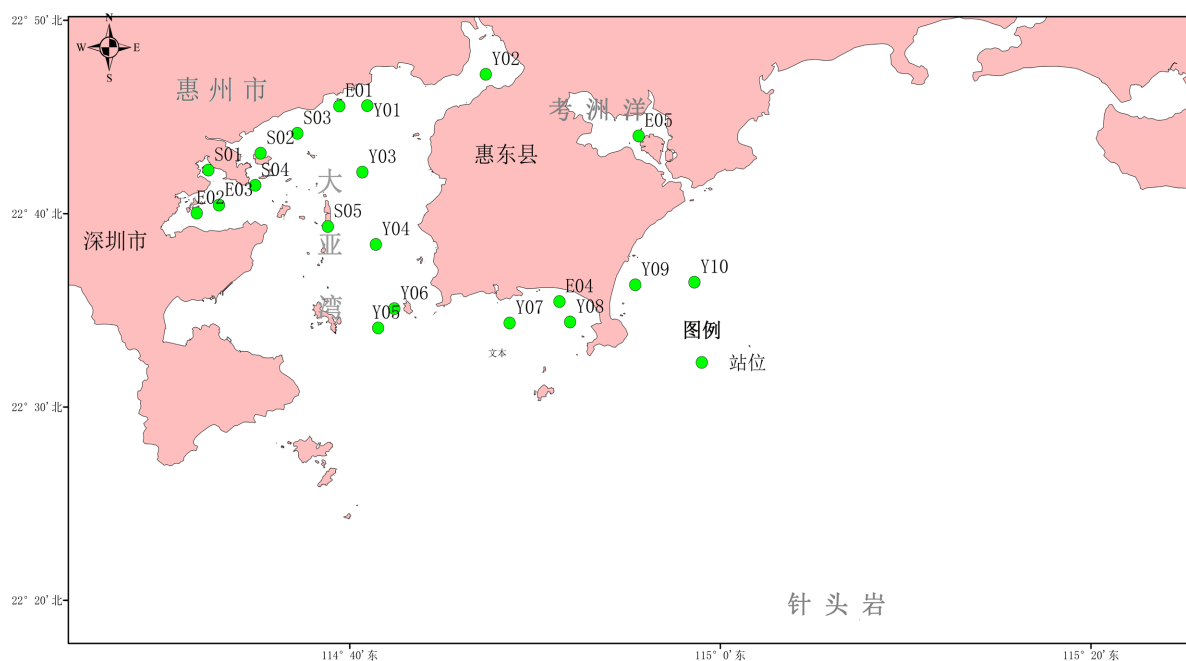 22° 50'北
N
W
E
S
惠州市
Y02
E01
Y01
S03
考洲洋
E05
S02
S01
Y03
惠东县
S04
大亚湾
E03
E02
22° 40'北
S05
深圳市
Y04
Y09
Y10
Y06
E04
Y05
Y07
Y08
图例
文本
站位
22° 30'北
22° 20'北
针头岩
114° 40'东
115° 0'东
115° 20'东